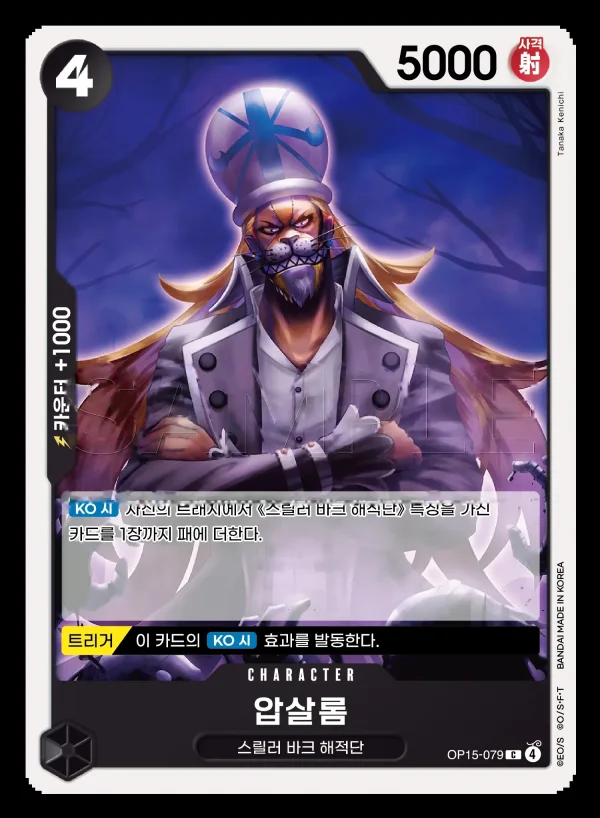 4
5000
사격
射
Tanaka Kenichi
카운터 +1000
SAMPLE
KO 시 자신의 트래시에서 《스릴러 바크 해적단》 특징을 가진
카드를 1장까지 패에 더한다.
트리거 이 카드의 KO 시 효과를 발동한다.
CHARACTER
압살롬
스릴러 바크 해적단
OP15-079 C 4
©EO/S ©O/S·F·T BANDAI MADE IN KOREA